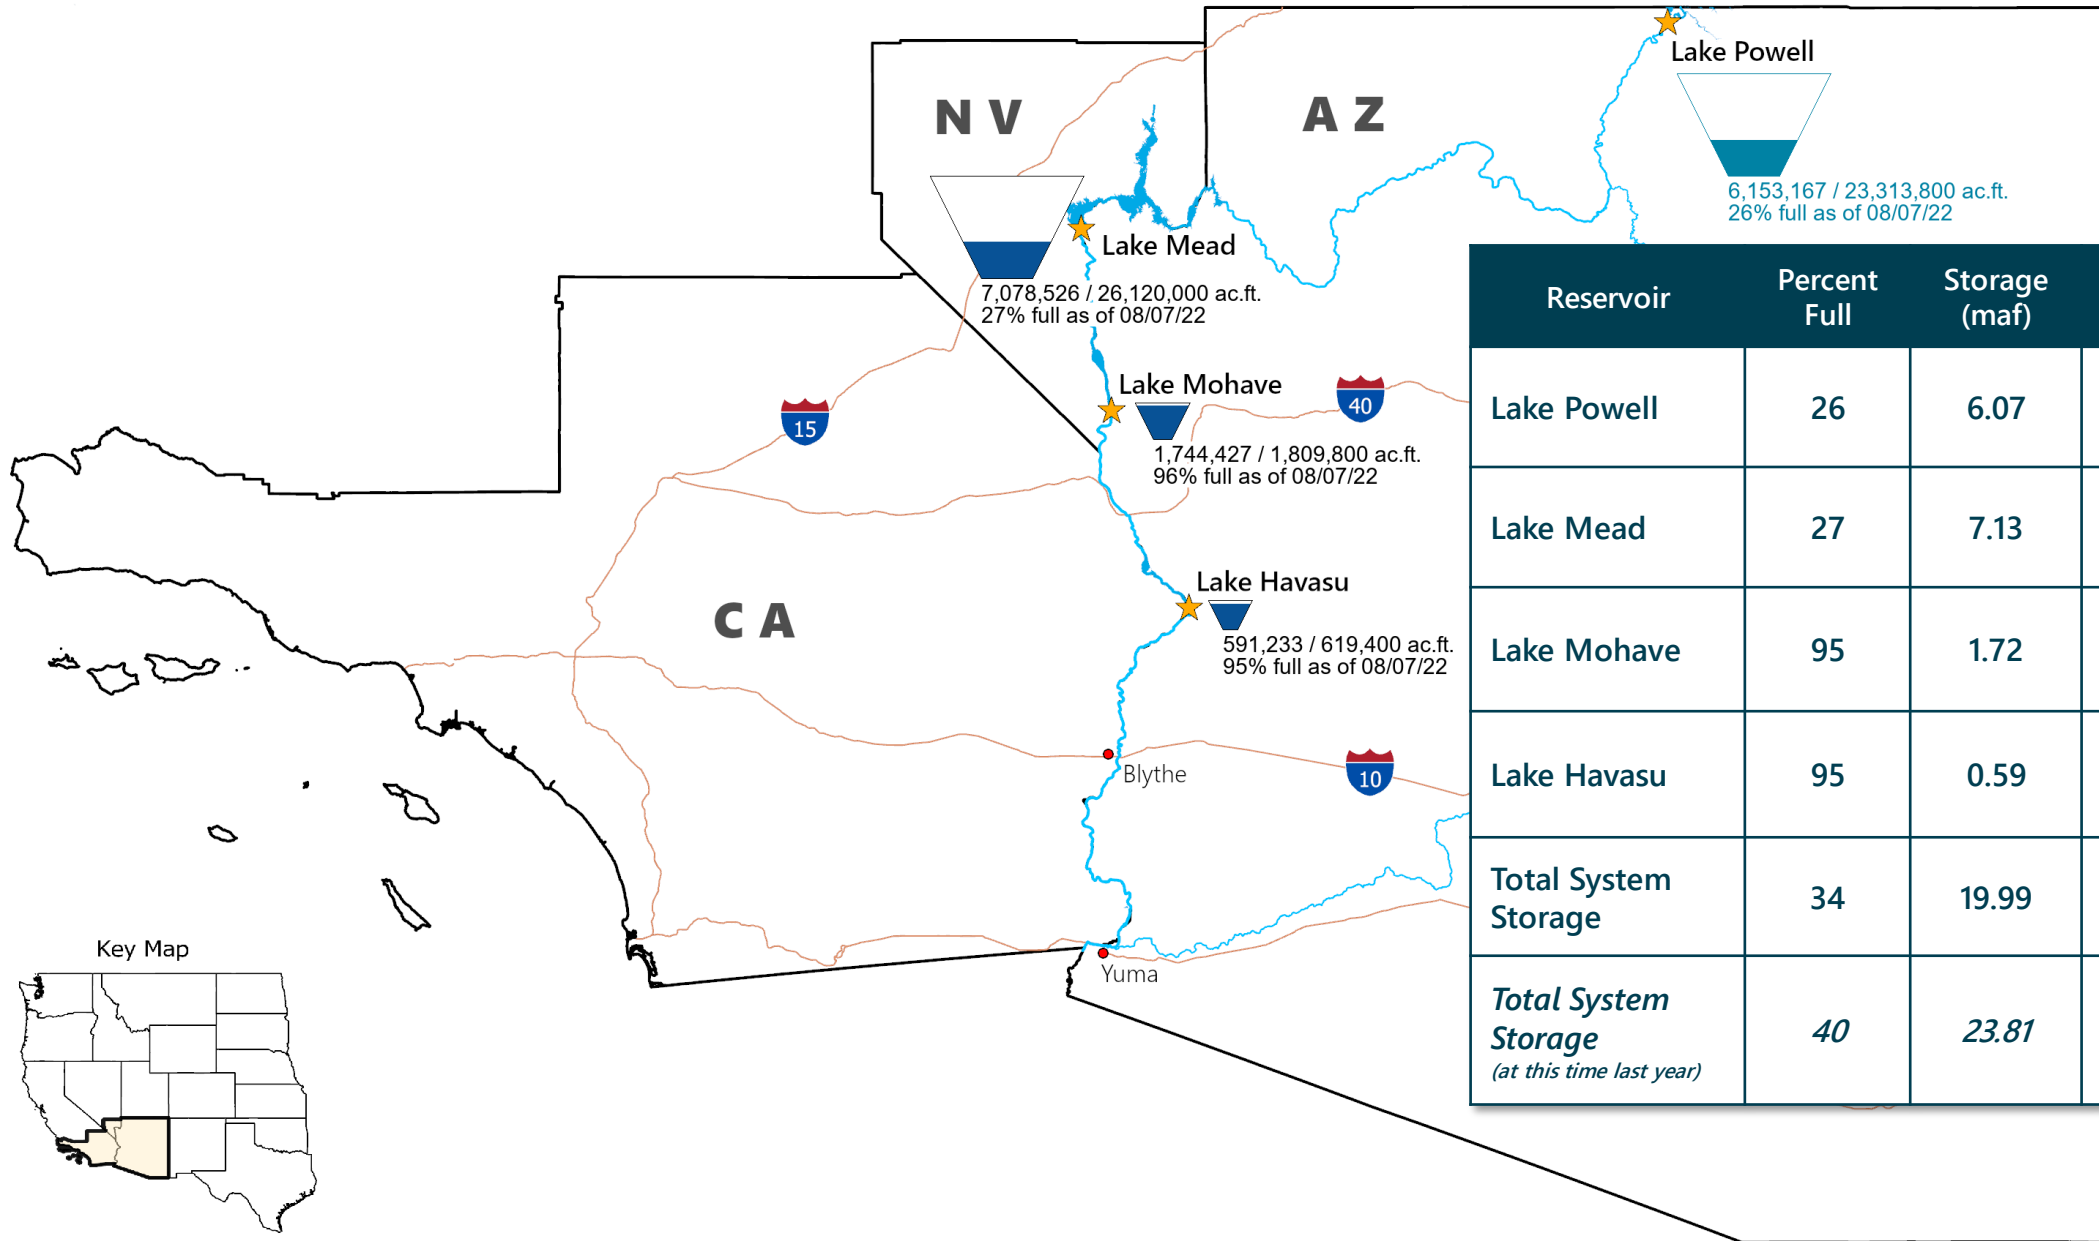 Lake Powell
6,153,167 / 23,313,800 ac.ft.
26% full as of 08/07/22
NV
AZ
Lake Mead
7,078,526 / 26,120,000 ac.ft.
27% full as of 08/07/22
Lake Mohave
1,744,427 / 1,809,800 ac.ft.
96% full as of 08/07/22
15
40
Lake Havasu
591,233 / 619,400 ac.ft.
95% full as of 08/07/22
CA
Blythe
10
Yuma
Key Map
Reservoir Percent Full Storage (maf)
Lake Powell 26 6.07
Lake Mead 27 7.13
Lake Mohave 95 1.72
Lake Havasu 95 0.59
Total System Storage 34 19.99
Total System Storage (at this time last year) 40 23.81